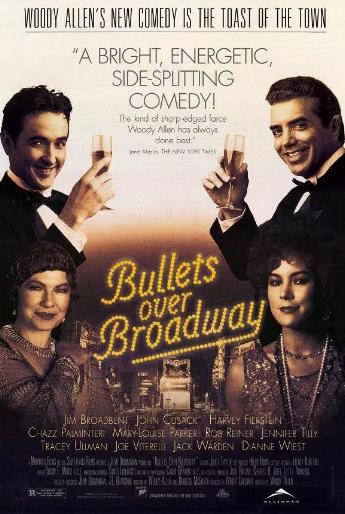 WOODY ALLEN'S NEW COMEDY IS THE TOAST OF THE TOWN
"A BRIGHT, ENERGETIC,
SIDE-SPLITTING
COMEDY!
The kind of sharp-edged farce
Woody Allen has always
done best."
Janet Maslin, THE NEW YORK TIMES
Bullets
over
Broadway
JIM BROADBENT JOHN CUSACK HARVEY FIERSTEIN
CHAZZ PALMINTERI MARY-LOUISE PARKER ROB REINER JENNIFER TILLY
TRACEY ULLMAN JOE VITERELLI JACK WARDEN DIANNE WIEST
R
ALLIANCE